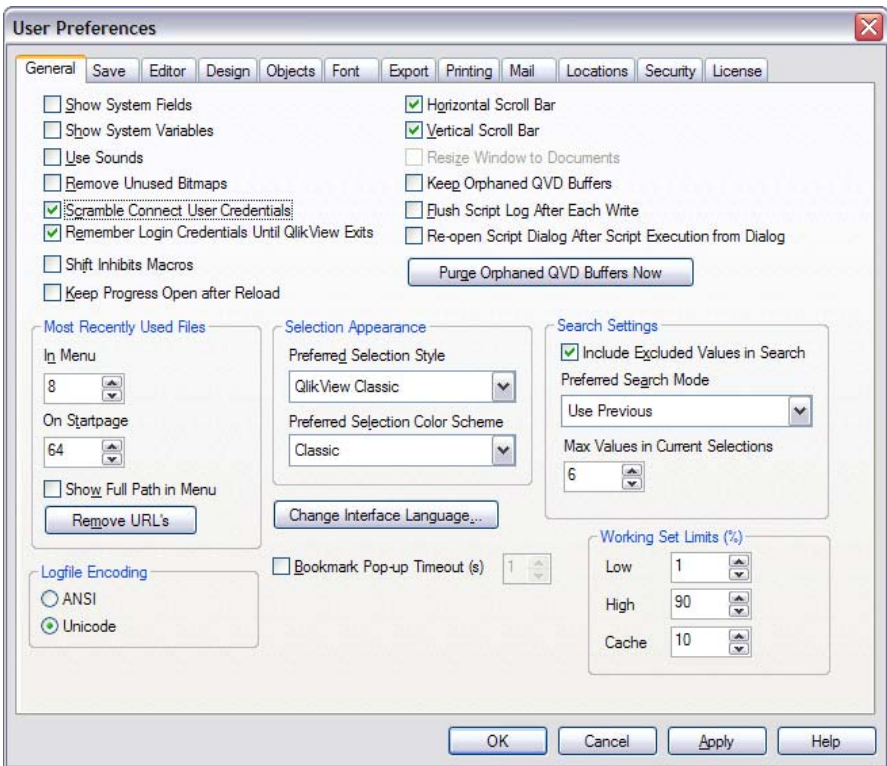 User Preferences
General Save Editor Design Objects Font Export Printing Mail Locations Security License
Show System Fields
Show System Variables
Use Sounds
Remove Unused Bitmaps
Scramble Connect User Credentials
Remember Login Credentials Until QlikView Exits
Shift Inhibits Macros
Keep Progress Open after Reload
Horizontal Scroll Bar
Vertical Scroll Bar
Resize Window to Documents
Keep Orphaned QVD Buffers
Flush Script Log After Each Write
Re-open Script Dialog After Script Execution from Dialog
Purge Orphaned QVD Buffers Now
Most Recently Used Files
In Menu
8
On Startpage
64
Show Full Path in Menu
Remove URL's
Selection Appearance
Preferred Selection Style
QlikView Classic
Preferred Selection Color Scheme
Classic
Change Interface Language...
Bookmark Pop-up Timeout (s) 1
Search Settings
Include Excluded Values in Search
Preferred Search Mode
Use Previous
Max Values in Current Selections
6
Logfile Encoding
ANSI
Unicode
Working Set Limits (%)
Low 1
High 90
Cache 10
OK Cancel Apply Help